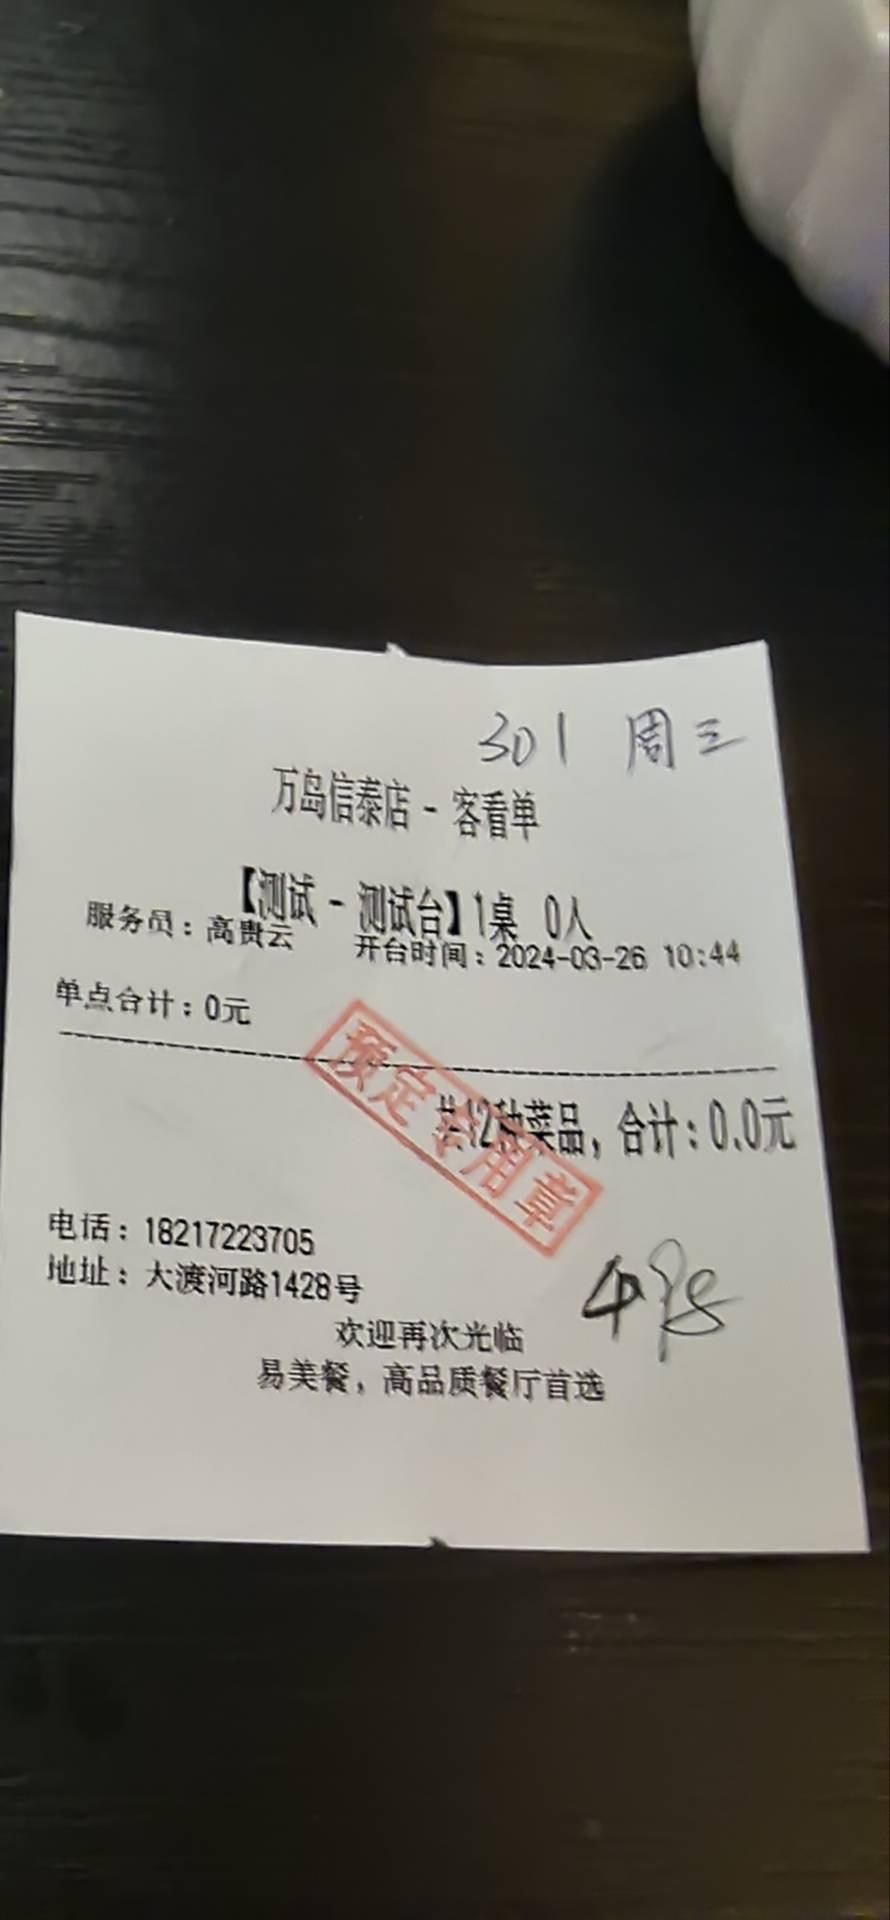 301 周三
万岛信泰店 - 客看单
【测试 - 测试台】1桌 0人
服务员：高贵云 开台时间：2024-03-26 10:44
单点合计：0元
预定专用章
共12种菜品，合计：0.0元
电话：18217223705
地址：大渡河路1428号
498
欢迎再次光临
易美餐，高品质餐厅首选